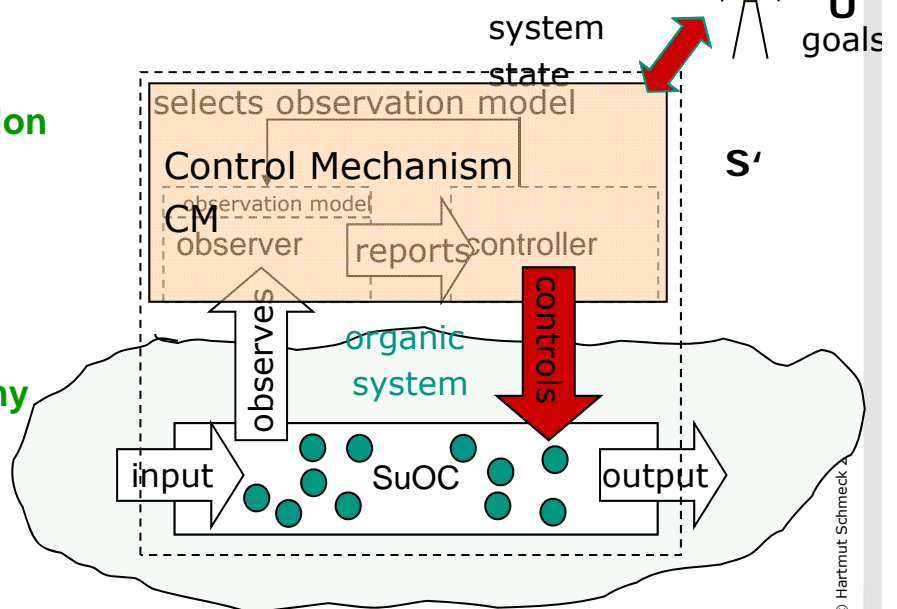 U
system
goals
state
selects observation model
ion
Control Mechanism
S‘
observation model
CM
observer
reports
controller
controls
observes
organic
system
ny
input
SuOC
output
© Hartmut Schmeck 2